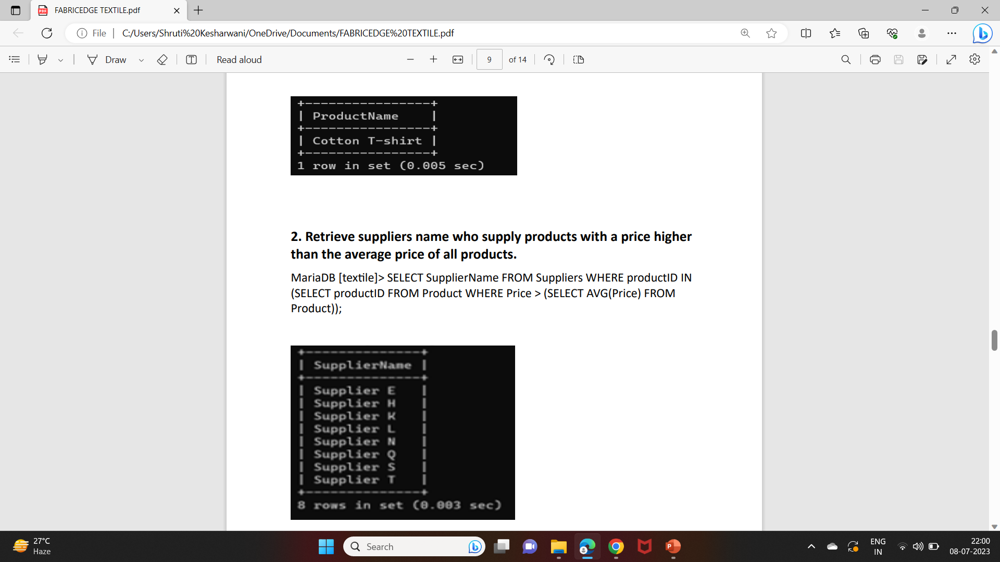 FABRICEDGE TEXTILE.pdf
File
C:/Users/Shruti%20Kesharwani/OneDrive/Documents/FABRICEDGE%20TEXTILE.pdf
Draw
Read aloud
9
of 14
+----------------+
| ProductName    |
+----------------+
| Cotton T-shirt |
+----------------+
1 row in set (0.005 sec)
2. Retrieve suppliers name who supply products with a price higher
than the average price of all products.
MariaDB [textile]> SELECT SupplierName FROM Suppliers WHERE productID IN
(SELECT productID FROM Product WHERE Price > (SELECT AVG(Price) FROM
Product));
+--------------+
| SupplierName |
+--------------+
| Supplier E   |
| Supplier H   |
| Supplier K   |
| Supplier L   |
| Supplier N   |
| Supplier Q   |
| Supplier S   |
| Supplier T   |
+--------------+
8 rows in set (0.003 sec)
27°C
Haze
Search
ENG
IN
22:00
08-07-2023